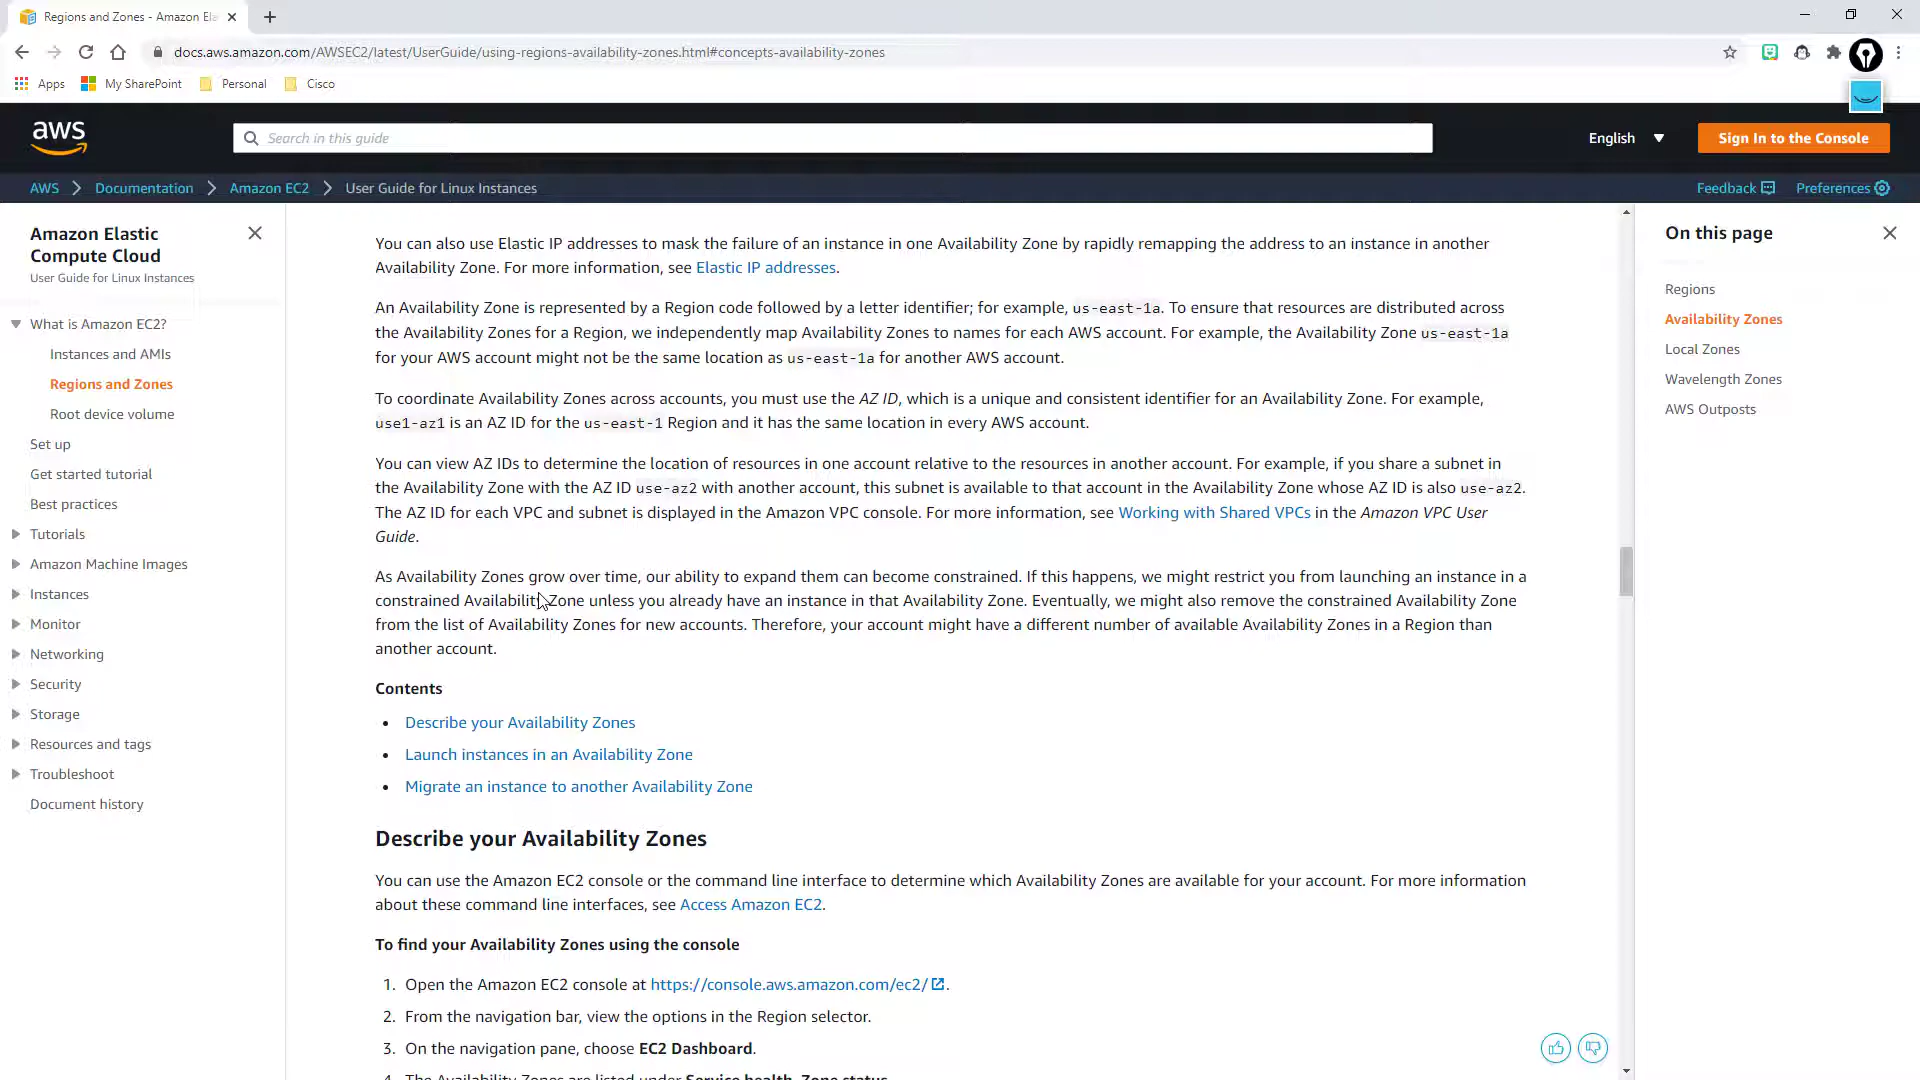 Regions and Zones - Amazon Ela
docs.aws.amazon.com/AWSEC2/latest/UserGuide/using-regions-availability-zones.html#concepts-availability-zones
Apps
My SharePoint
Personal
Cisco
aws
Search in this guide
English
Sign In to the Console
AWS
Documentation
Amazon EC2
User Guide for Linux Instances
Feedback
Preferences
Amazon Elastic
Compute Cloud
User Guide for Linux Instances
What is Amazon EC2?
Instances and AMIs
Regions and Zones
Root device volume
Set up
Get started tutorial
Best practices
Tutorials
Amazon Machine Images
Instances
Monitor
Networking
Security
Storage
Resources and tags
Troubleshoot
Document history
You can also use Elastic IP addresses to mask the failure of an instance in one Availability Zone by rapidly remapping the address to an instance in another
Availability Zone. For more information, see Elastic IP addresses.
An Availability Zone is represented by a Region code followed by a letter identifier; for example, us-east-1a. To ensure that resources are distributed across
the Availability Zones for a Region, we independently map Availability Zones to names for each AWS account. For example, the Availability Zone us-east-1a
for your AWS account might not be the same location as us-east-1a for another AWS account.
To coordinate Availability Zones across accounts, you must use the AZ ID, which is a unique and consistent identifier for an Availability Zone. For example,
use1-az1 is an AZ ID for the us-east-1 Region and it has the same location in every AWS account.
You can view AZ IDs to determine the location of resources in one account relative to the resources in another account. For example, if you share a subnet in
the Availability Zone with the AZ ID use-az2 with another account, this subnet is available to that account in the Availability Zone whose AZ ID is also use-az2.
The AZ ID for each VPC and subnet is displayed in the Amazon VPC console. For more information, see Working with Shared VPCs in the Amazon VPC User
Guide.
As Availability Zones grow over time, our ability to expand them can become constrained. If this happens, we might restrict you from launching an instance in a
constrained Availability Zone unless you already have an instance in that Availability Zone. Eventually, we might also remove the constrained Availability Zone
from the list of Availability Zones for new accounts. Therefore, your account might have a different number of available Availability Zones in a Region than
another account.
Contents
• Describe your Availability Zones
• Launch instances in an Availability Zone
• Migrate an instance to another Availability Zone
Describe your Availability Zones
You can use the Amazon EC2 console or the command line interface to determine which Availability Zones are available for your account. For more information
about these command line interfaces, see Access Amazon EC2.
To find your Availability Zones using the console
1. Open the Amazon EC2 console at https://console.aws.amazon.com/ec2/.
2. From the navigation bar, view the options in the Region selector.
3. On the navigation pane, choose EC2 Dashboard.
4. The Availability Zones are listed under Service health, Zone status.
On this page
Regions
Availability Zones
Local Zones
Wavelength Zones
AWS Outposts